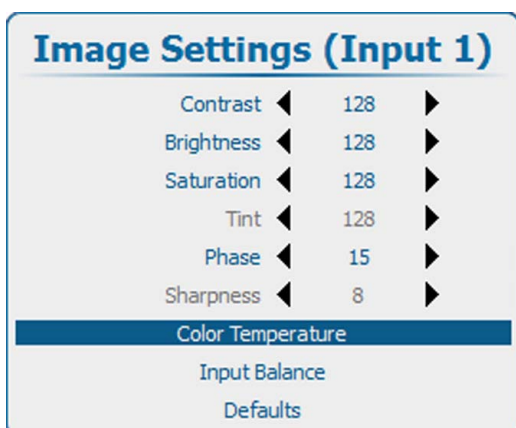 Image Settings (Input 1)
Contrast 128
Brightness 128
Saturation 128
Tint 128
Phase 15
Sharpness 8
Color Temperature
Input Balance
Defaults